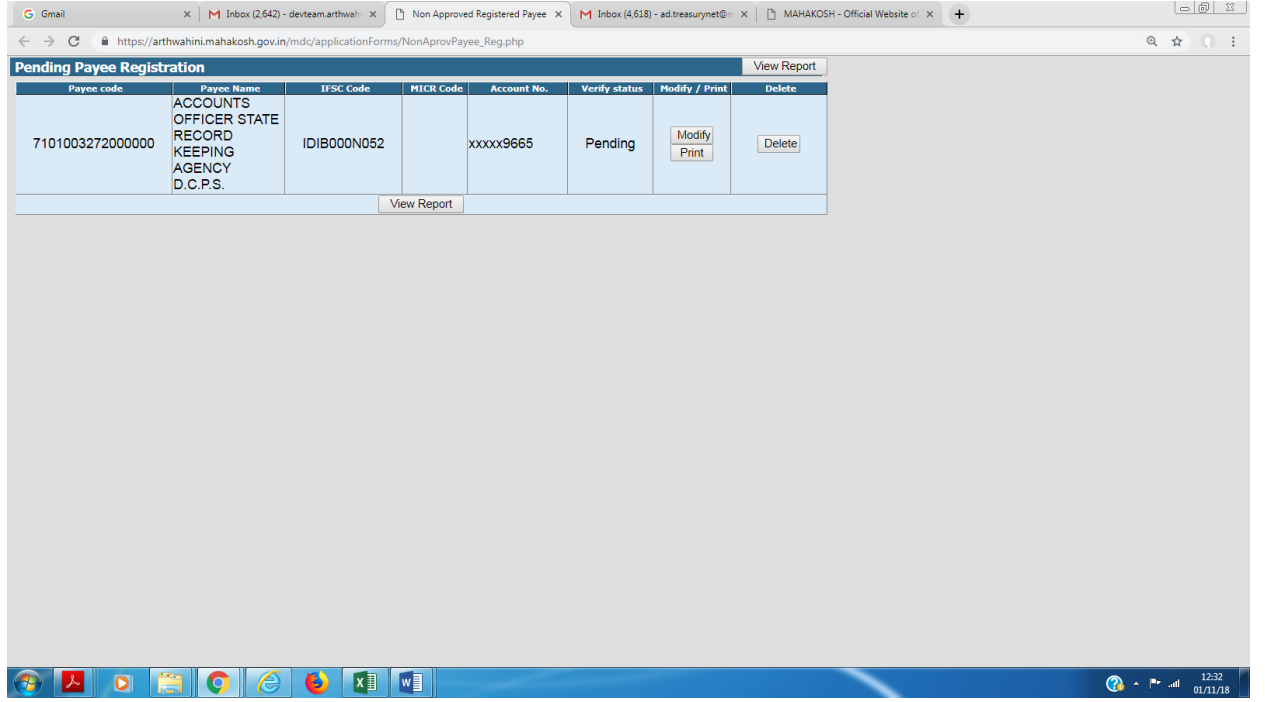 Gmail
Inbox (2,642) - devteam.arthwahi
Non Approved Registered Payee
Inbox (4,618) - ad.treasurynet@
MAHAKOSH - Official Website of
https://arthwahini.mahakosh.gov.in/mdc/applicationForms/NonAprovPayee_Reg.php
Pending Payee Registration View Report
Payee code Payee Name IFSC Code MICR Code Account No. Verify status Modify / Print Delete
7101003272000000
ACCOUNTS
OFFICER STATE
RECORD
KEEPING
AGENCY
D.C.P.S.
IDIB000N052
xxxxx9665
Pending
Modify
Print
Delete
View Report
12:32
01/11/18